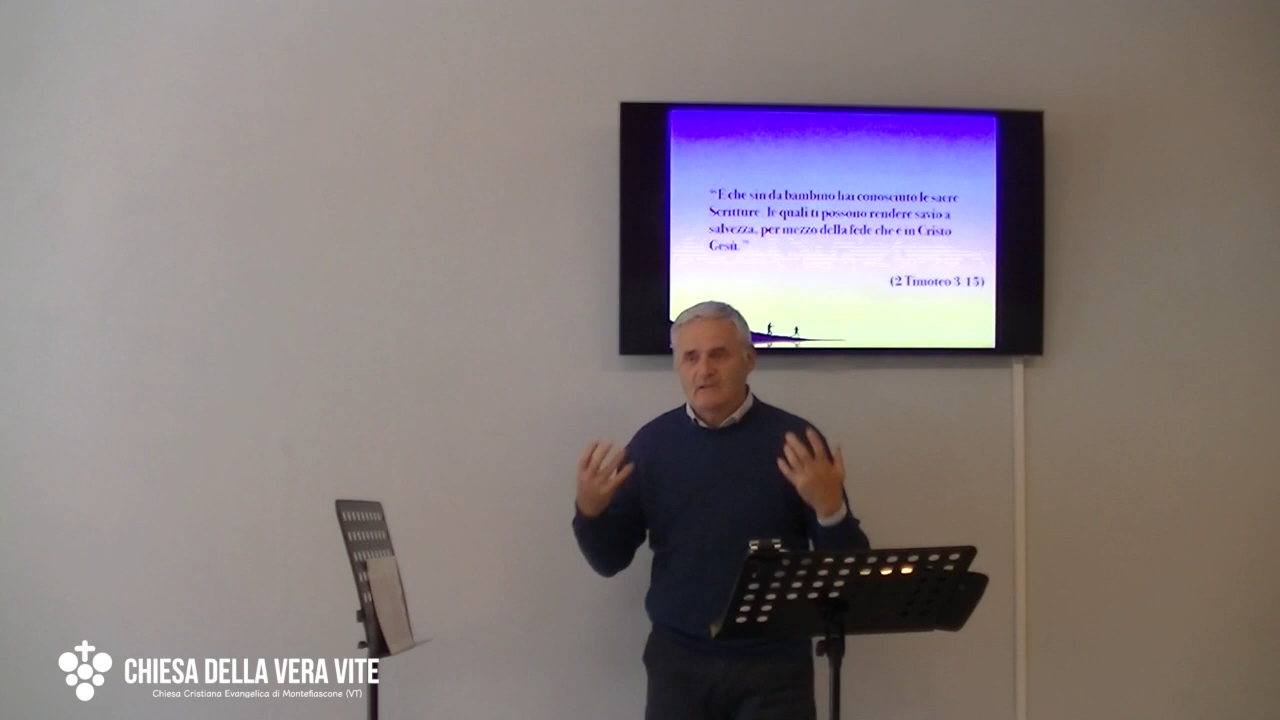 “E che sin da bambino hai conosciuto le sacre
Scritture, le quali ti possono rendere savio a
salvezza, per mezzo della fede che è in Cristo
Gesù.”
(2 Timoteo 3:15)
CHIESA DELLA VERA VITE
Chiesa Cristiana Evangelica di Montefiascone (VT)